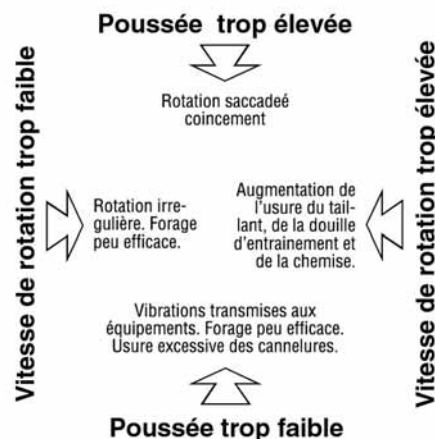 Poussée trop élevée
Rotation saccadeé
coincement
Vitesse de rotation trop faible
Rotation irre-
gulière. Forage
peu efficace.
Augmentation de
l'usure du tail-
lant, de la douille
d'entrainement et
de la chemise.
Vitesse de rotation trop élevée
Vibrations transmises aux
équipements. Forage peu efficace.
Usure excessive des cannelures.
Poussée trop faible